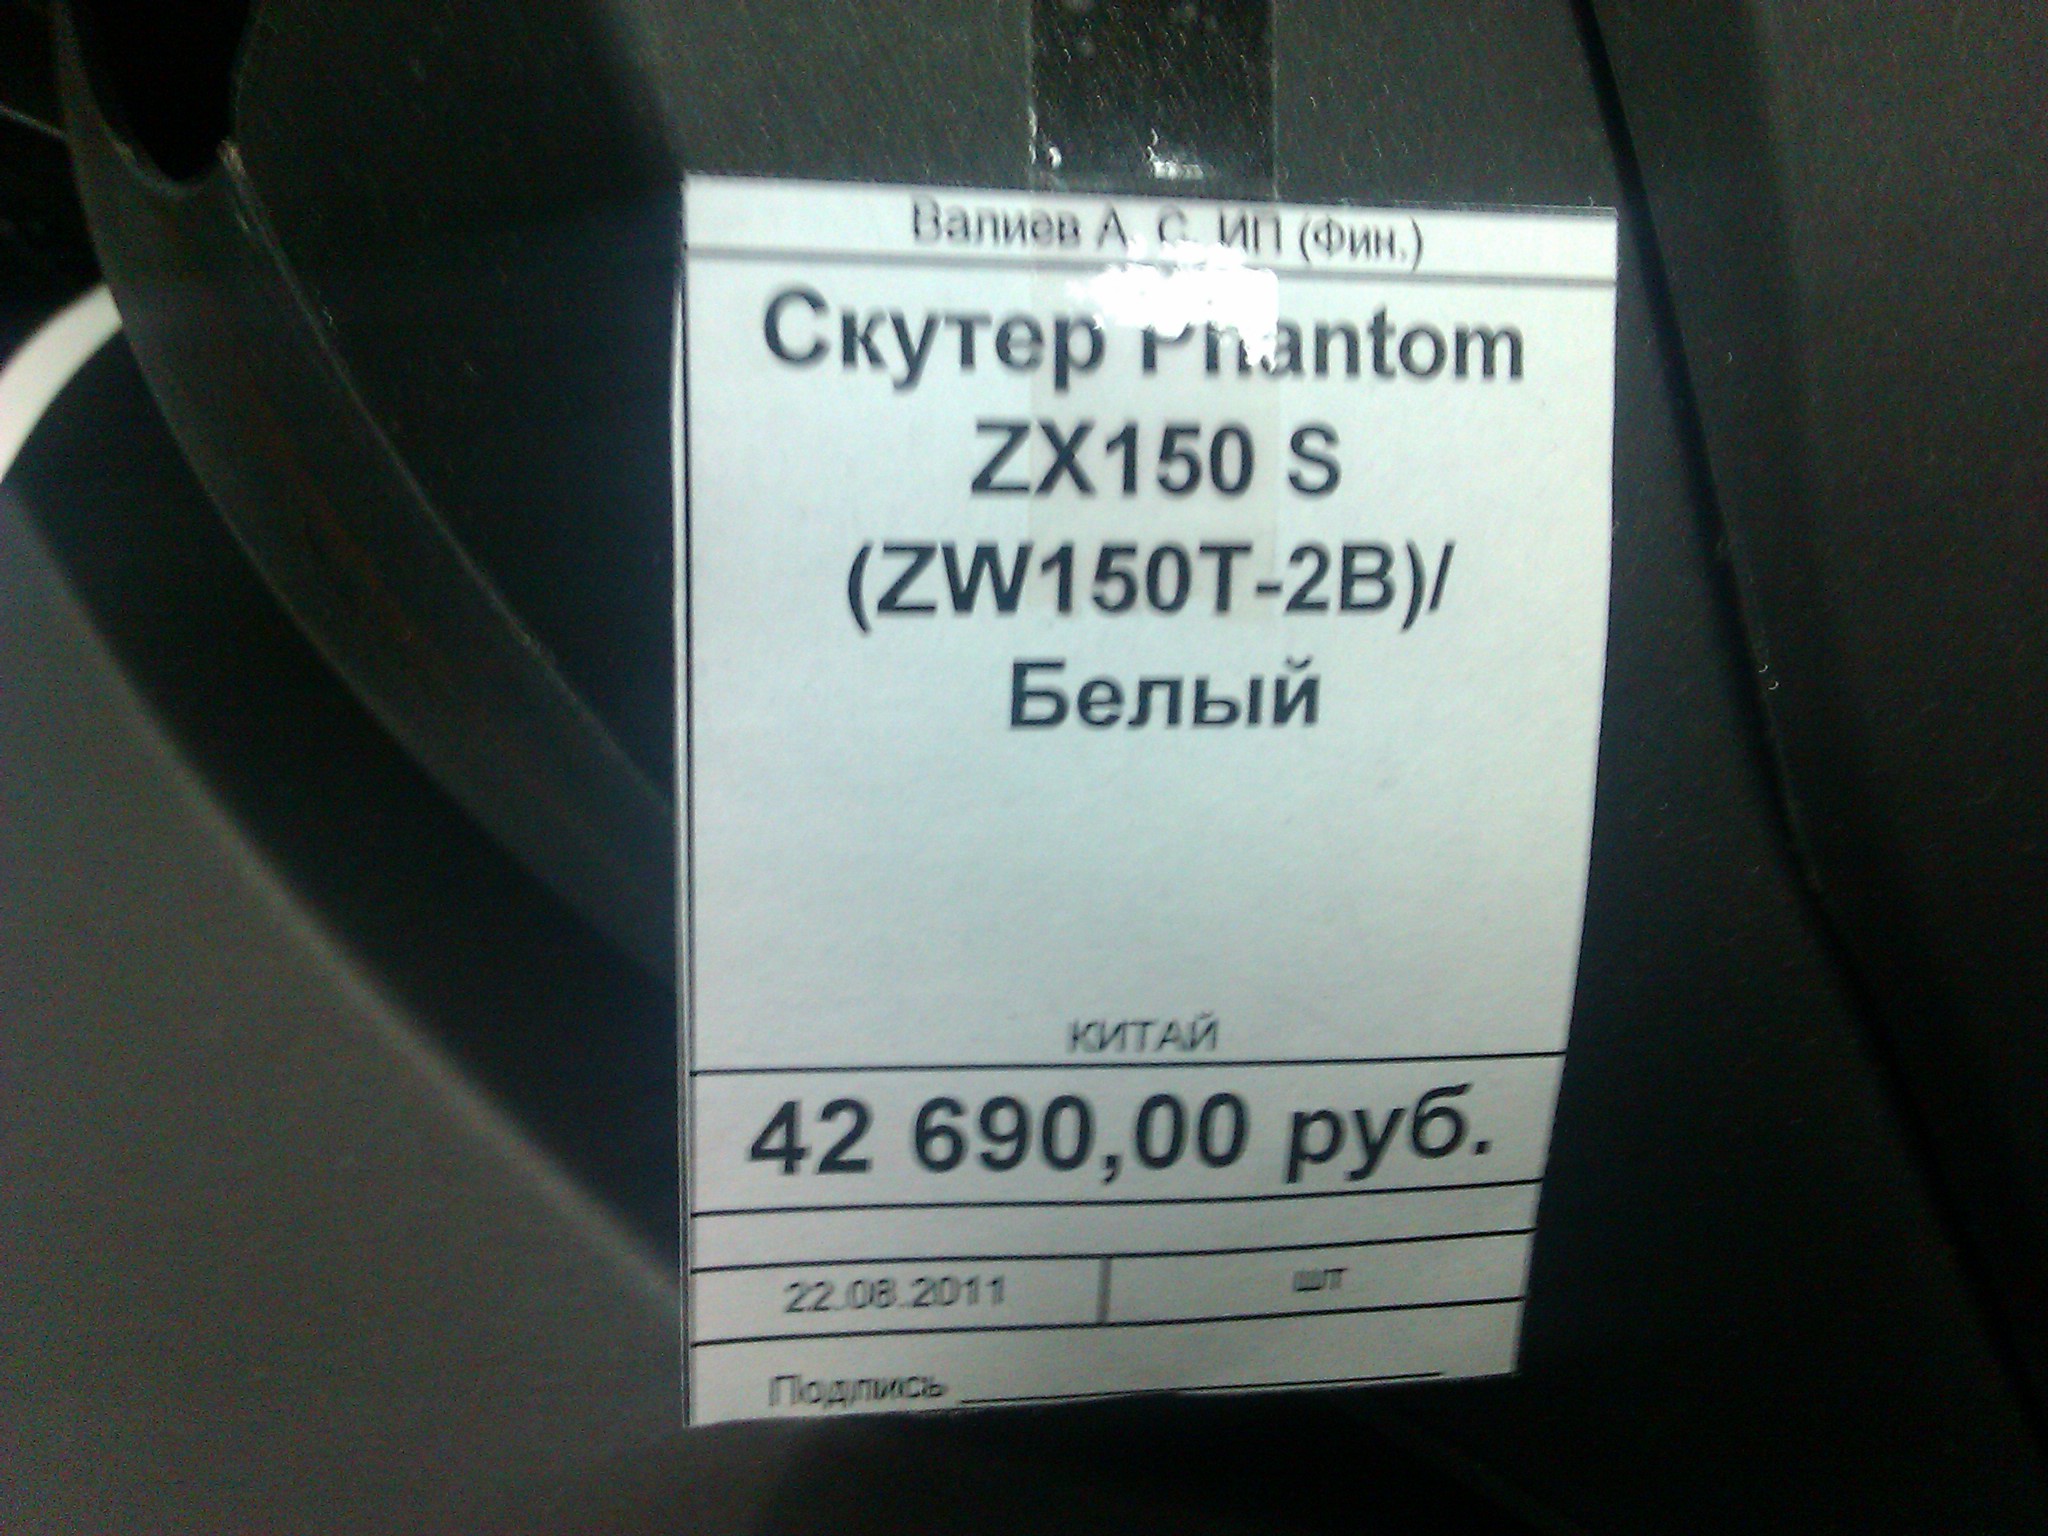 Валиев А. С. ИП (Фин.)
Скутер Phantom
ZX150 S
(ZW150T-2B)/
Белый
КИТАЙ
42 690,00 руб.
22.08.2011
шт
Подпись